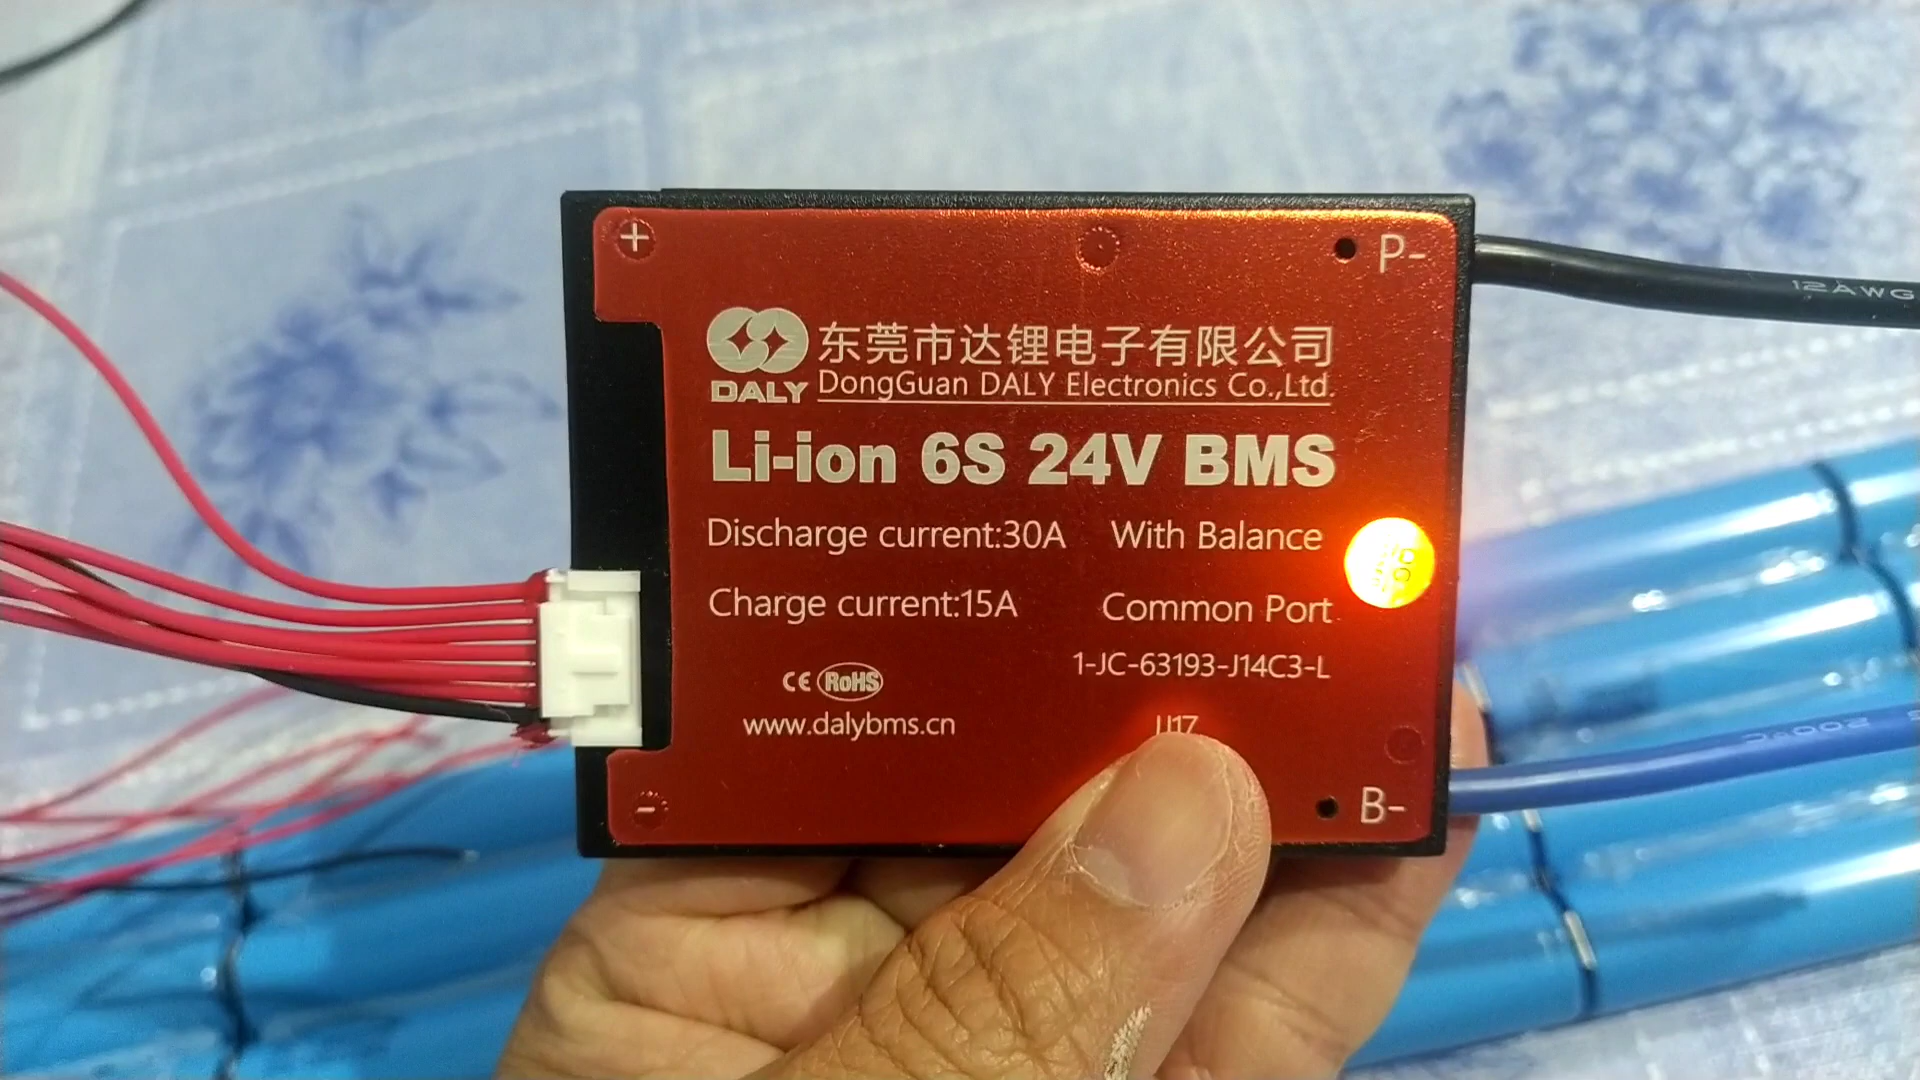 +
P-
12AWG
东莞市达锂电子有限公司
DALY
DongGuan DALY Electronics Co.,Ltd.
Li-ion 6S 24V BMS
Discharge current:30A
With Balance
Charge current:15A
Common Port
1-JC-63193-J14C3-L
CE RoHS
www.dalybms.cn
-
B-
200°C